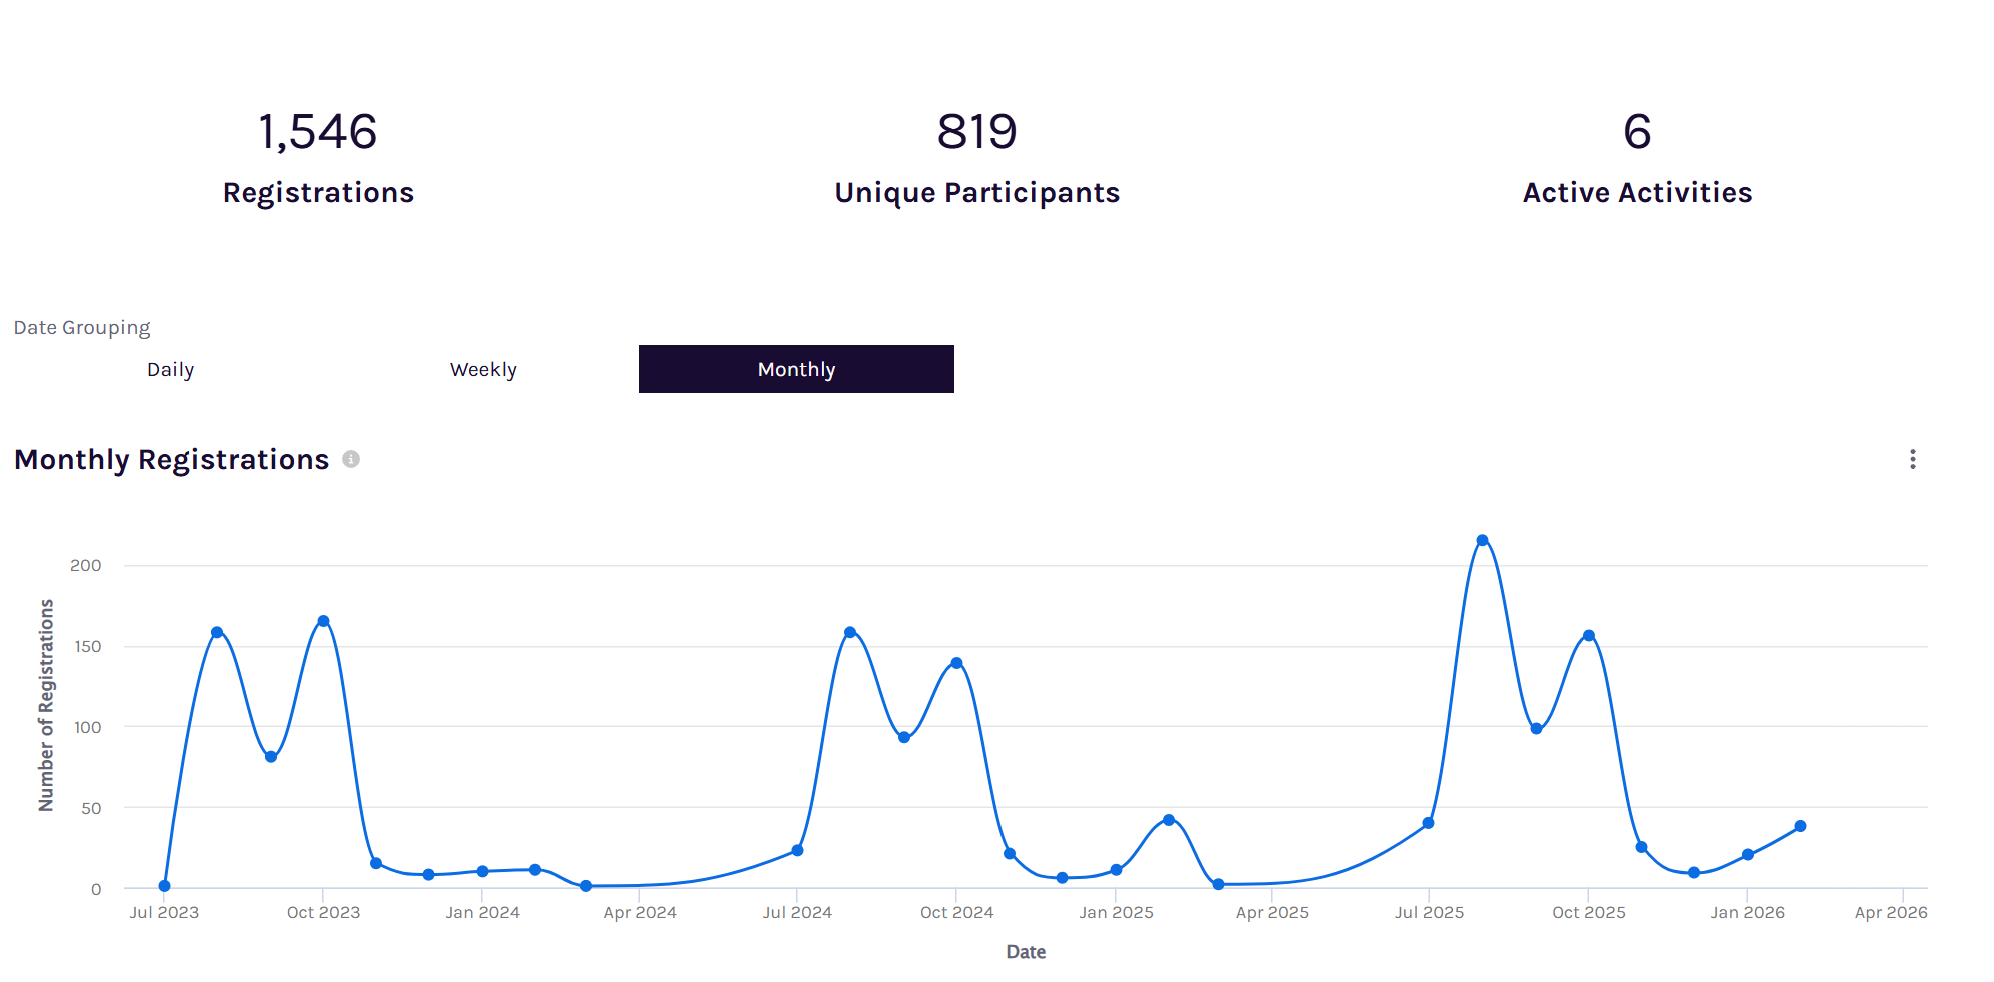 1,546 819 6
Registrations Unique Participants Active Activities
Date Grouping
Daily Weekly Monthly
Monthly Registrations
200
150
100
50
0
Number of Registrations
Jul 2023 Oct 2023 Jan 2024 Apr 2024 Jul 2024 Oct 2024 Jan 2025 Apr 2025 Jul 2025 Oct 2025 Jan 2026 Apr 2026
Date